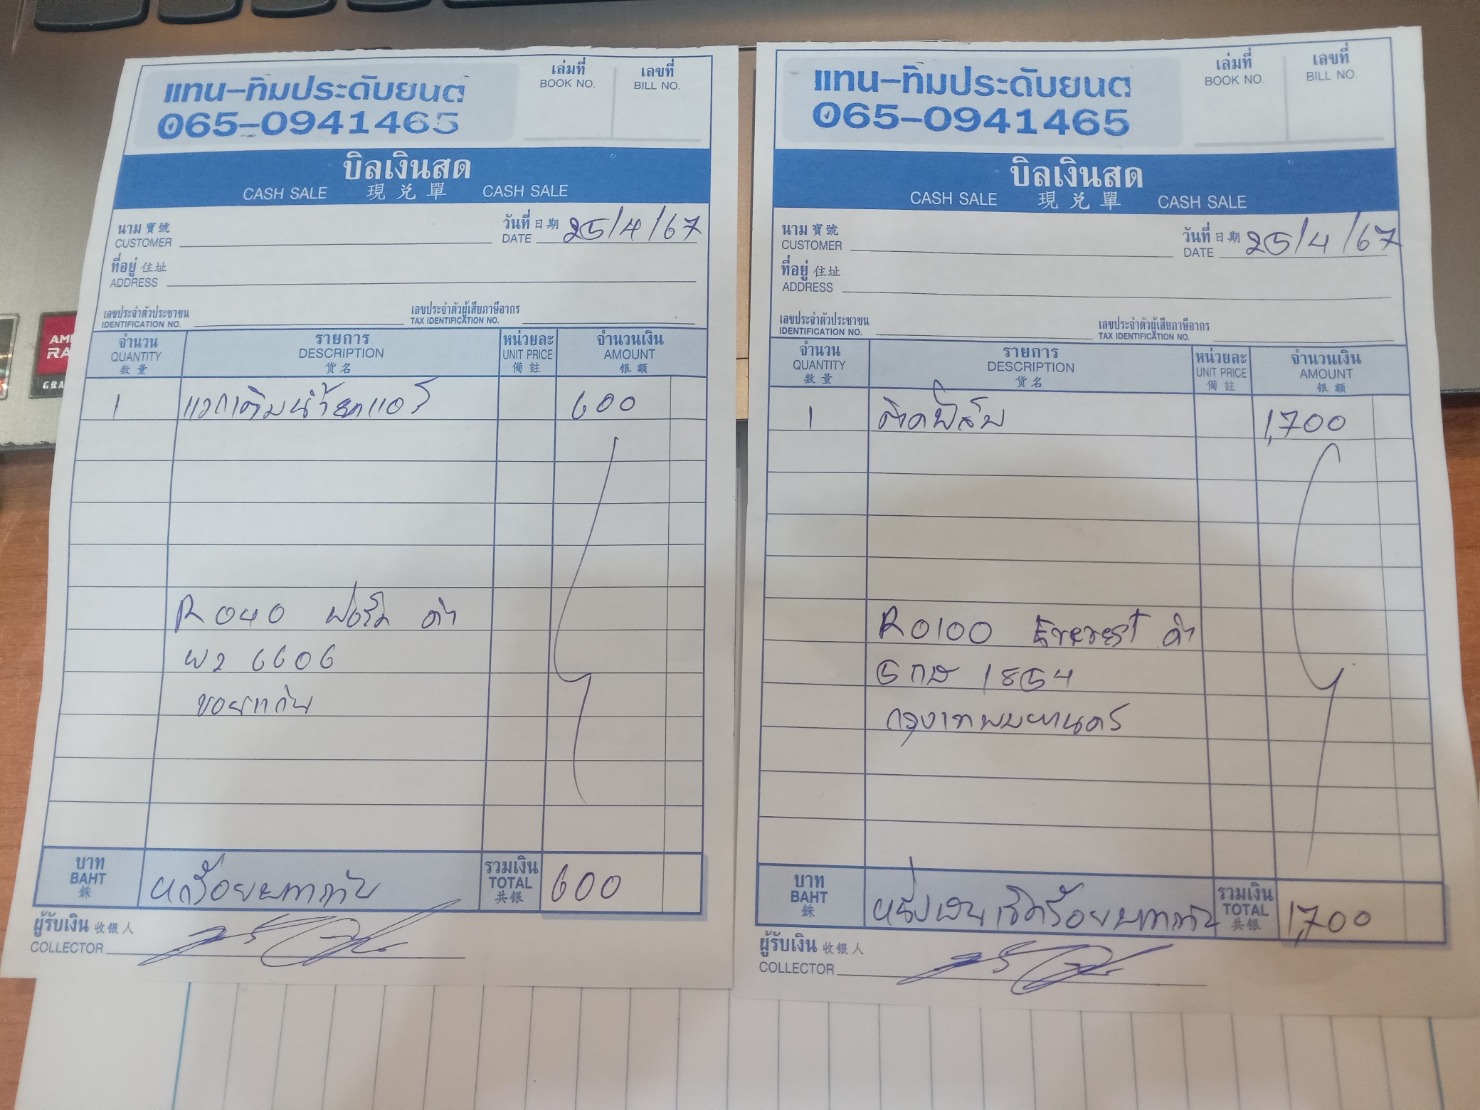 แทน-ทิมประดับยนต์
065-0941465
เล่มที่
BOOK NO.
เลขที่
BILL NO.
บิลเงินสด
CASH SALE 現兌單 CASH SALE
นาม 寶號
CUSTOMER
วันที่ 日期
DATE 25/4/67
ที่อยู่ 住址
ADDRESS
เลขประจำตัวประชาชน
IDENTIFICATION NO.
เลขประจำตัวผู้เสียภาษีอากร
TAX IDENTIFICATION NO.
จำนวน รายการ หน่วยละ จำนวนเงิน
QUANTITY DESCRIPTION UNIT PRICE AMOUNT
數量 貨名 備註 銀額
1 600
R040 ดำ
6606
ขอนแก่น
บาท
BAHT
銖
หกร้อยบาทถ้วน
รวมเงิน
TOTAL
共銀
600
ผู้รับเงิน 收銀人
COLLECTOR
แทน-ทิมประดับยนต์
065-0941465
เล่มที่
BOOK NO.
เลขที่
BILL NO.
บิลเงินสด
CASH SALE 現兌單 CASH SALE
นาม 寶號
CUSTOMER
วันที่ 日期
DATE 25/4/67
ที่อยู่ 住址
ADDRESS
เลขประจำตัวประชาชน
IDENTIFICATION NO.
เลขประจำตัวผู้เสียภาษีอากร
TAX IDENTIFICATION NO.
จำนวน รายการ หน่วยละ จำนวนเงิน
QUANTITY DESCRIPTION UNIT PRICE AMOUNT
數量 貨名 備註 銀額
1 ติดฟิล์ม 1,700
R0100 Everest ดำ
5กด 1854
กรุงเทพมหานคร
บาท
BAHT
銖
หนึ่งพันเจ็ดร้อยบาทถ้วน
รวมเงิน
TOTAL
共銀
1,700
ผู้รับเงิน 收銀人
COLLECTOR